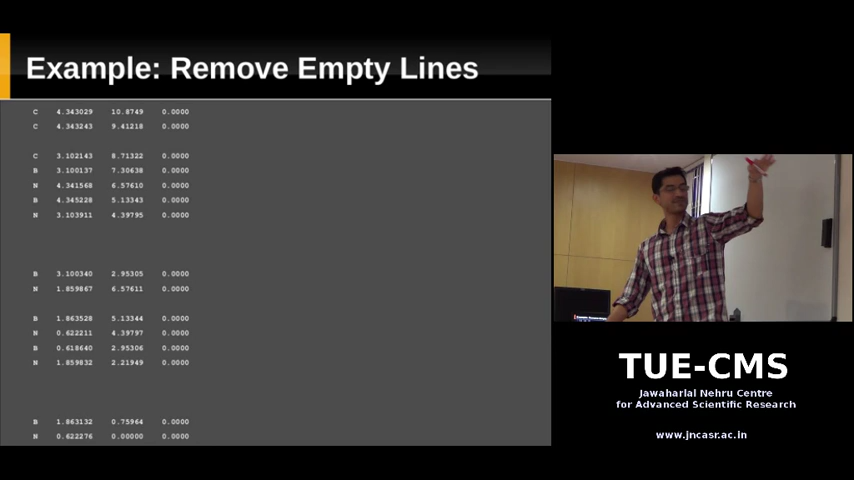 Example: Remove Empty Lines
C 4.343029 10.8749 0.0000
C 4.343243 9.41218 0.0000
C 3.102143 8.71322 0.0000
B 3.100137 7.30638 0.0000
N 4.341568 6.57610 0.0000
B 4.345228 5.13343 0.0000
N 3.103911 4.39795 0.0000
B 3.100340 2.95305 0.0000
N 1.859867 6.57611 0.0000
B 1.863528 5.13344 0.0000
N 0.622211 4.39797 0.0000
B 0.618640 2.95306 0.0000
N 1.859832 2.21949 0.0000
B 1.863132 0.75964 0.0000
N 0.622276 0.00000 0.0000
TUE-CMS
Jawaharlal Nehru Centre
for Advanced Scientific Research
www.jncasr.ac.in